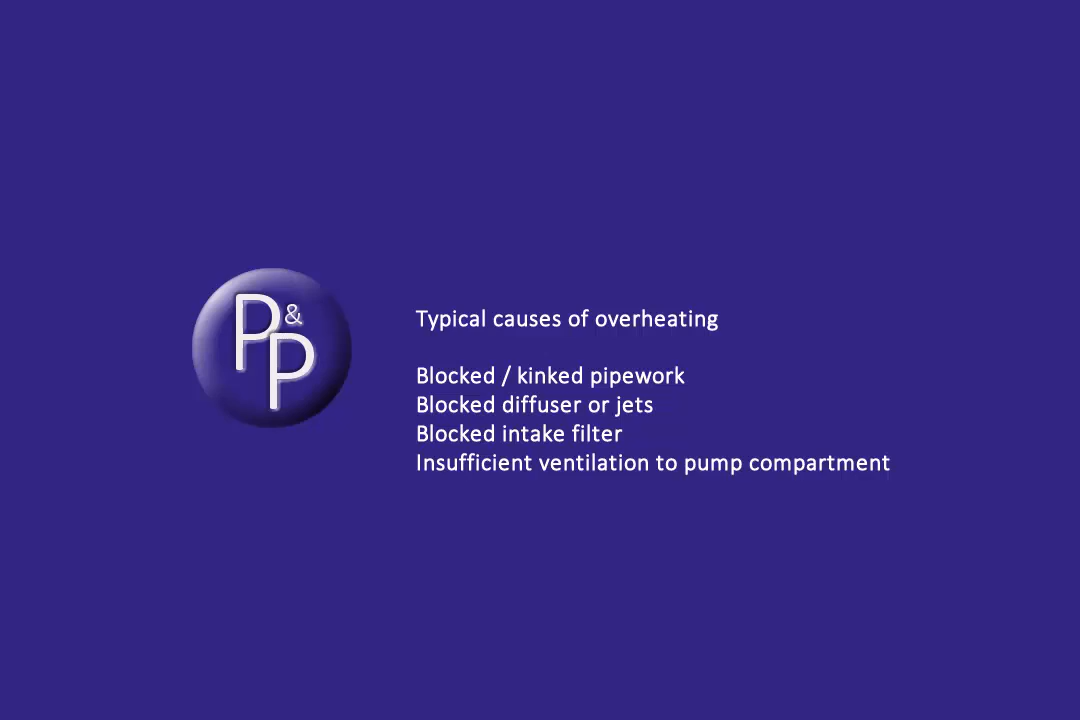 P&P
Typical causes of overheating
Blocked / kinked pipework
Blocked diffuser or jets
Blocked intake filter
Insufficient ventilation to pump compartment